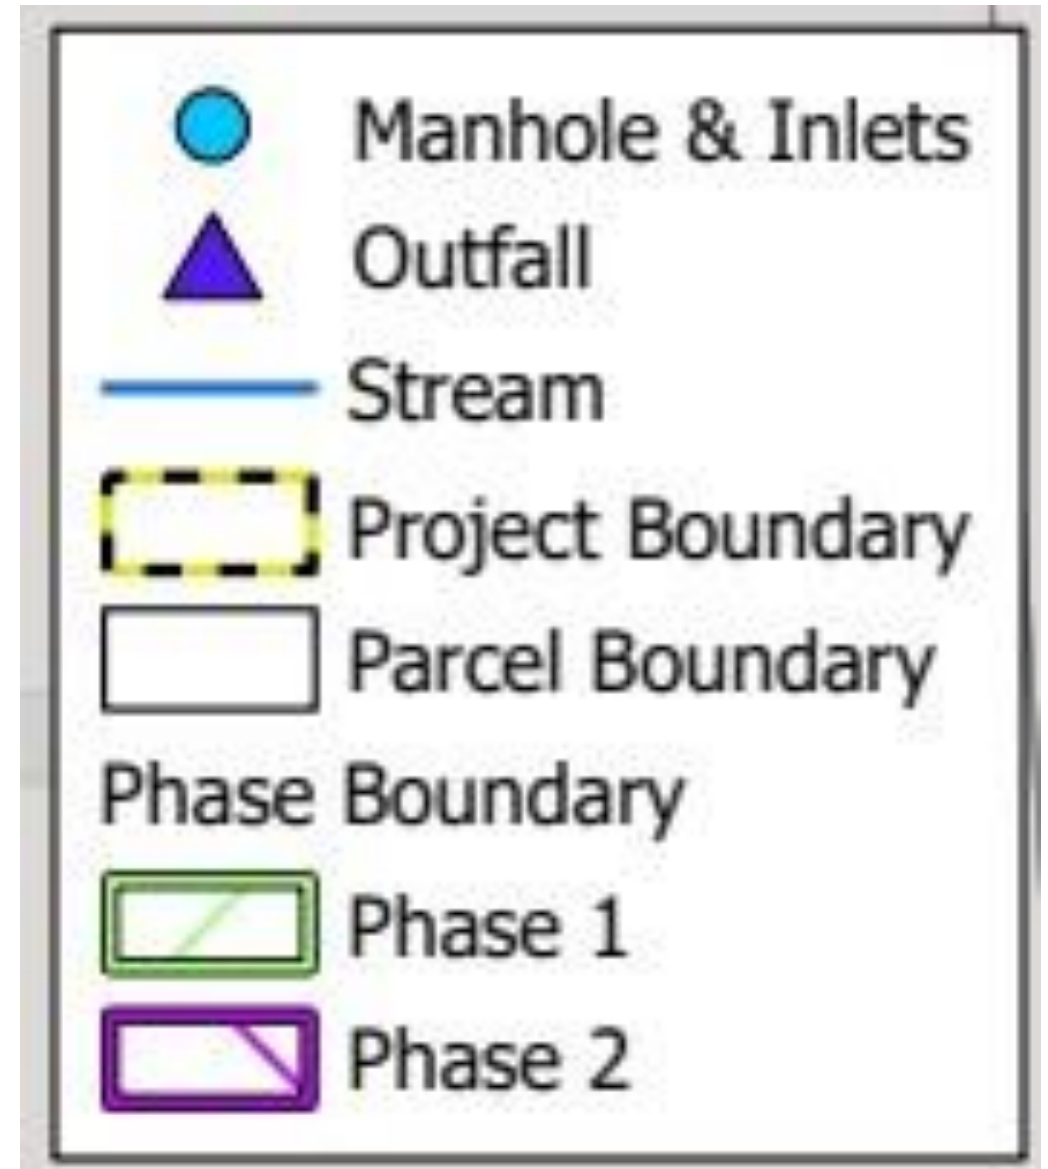 Manhole & Inlets
Outfall
Stream
Project Boundary
Parcel Boundary
Phase Boundary
Phase 1
Phase 2